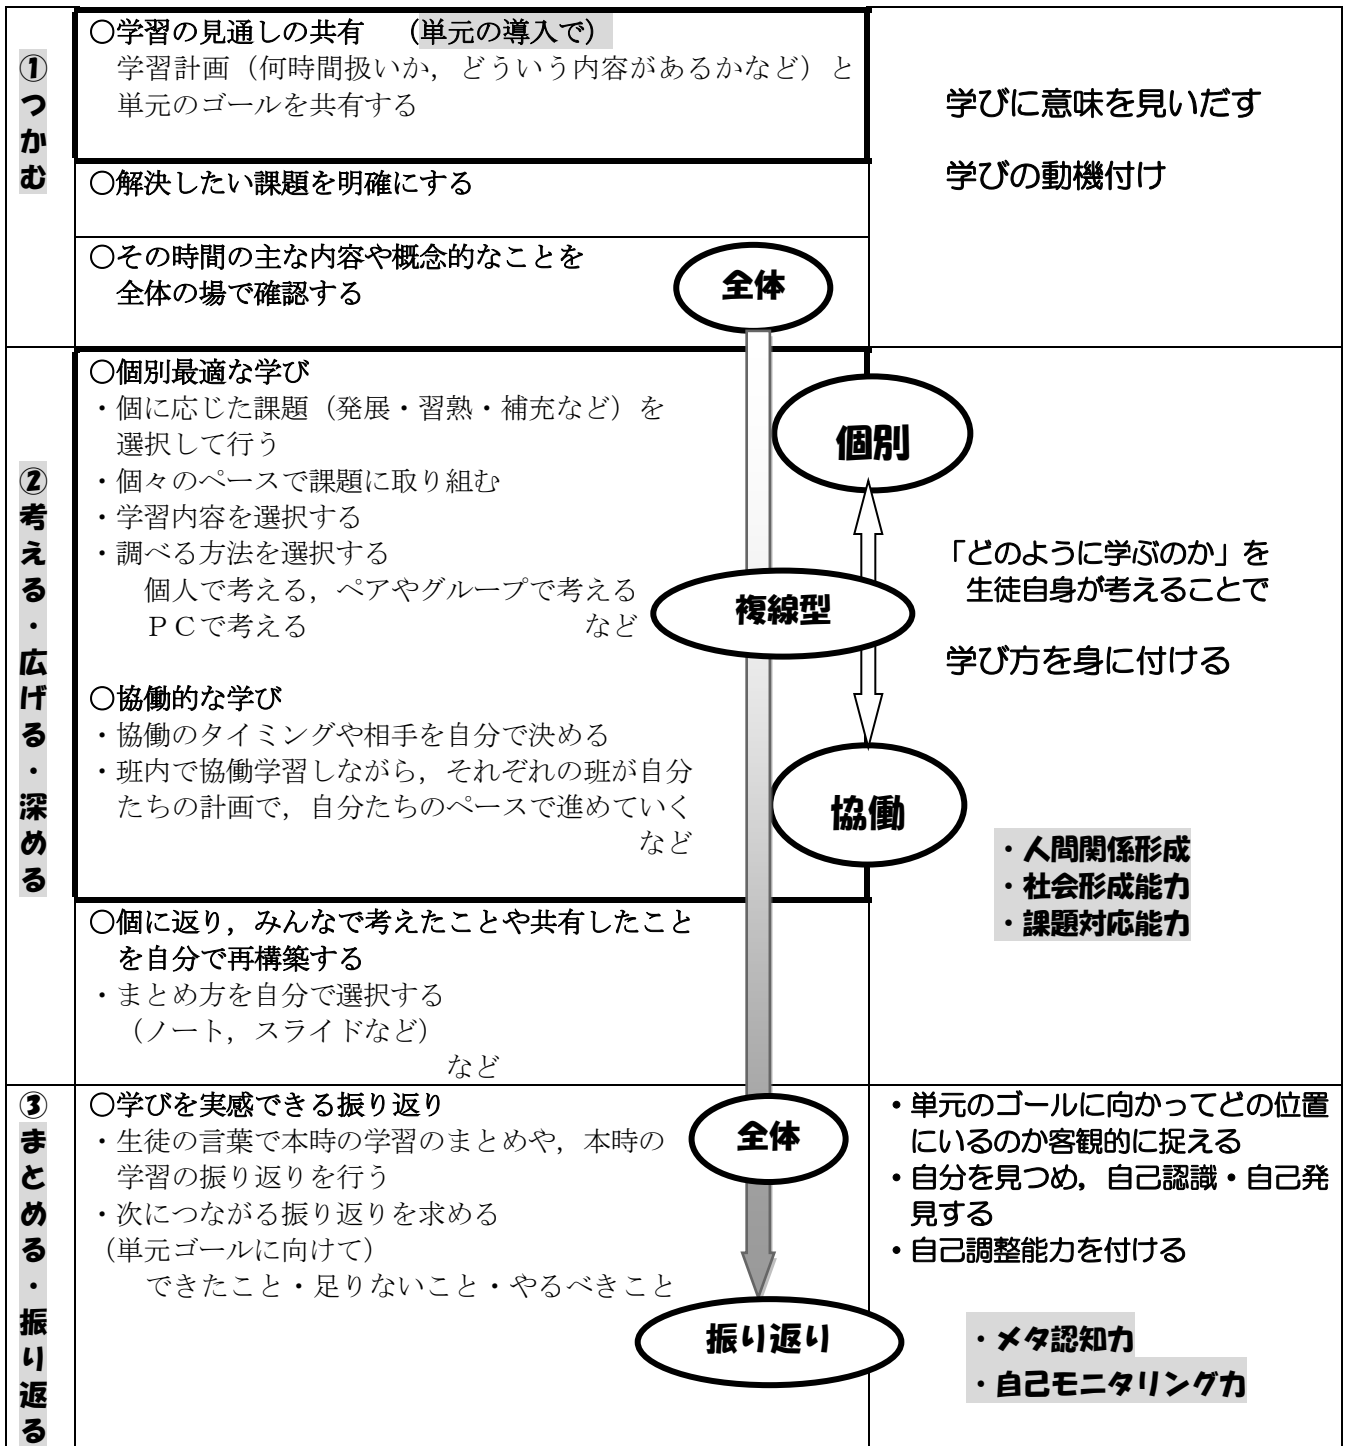 ①つかむ
○学習の見通しの共有　（単元の導入で）
学習計画（何時間扱いか，どういう内容があるかなど）と
単元のゴールを共有する
○解決したい課題を明確にする
○その時間の主な内容や概念的なことを
全体の場で確認する
全体
学びに意味を見いだす
学びの動機付け
②考える・広げる・深める
○個別最適な学び
・個に応じた課題（発展・習熟・補充など）を
選択して行う
・個々のペースで課題に取り組む
・学習内容を選択する
・調べる方法を選択する
個人で考える，ペアやグループで考える
ＰＣで考える　　　　　　　　　　など
○協働的な学び
・協働のタイミングや相手を自分で決める
・班内で協働学習しながら，それぞれの班が自分
たちの計画で，自分たちのペースで進めていく
など
個別
複線型
協働
○個に返り，みんなで考えたことや共有したこと
を自分で再構築する
・まとめ方を自分で選択する
（ノート，スライドなど）
など
「どのように学ぶのか」を
生徒自身が考えることで
学び方を身に付ける
・人間関係形成
・社会形成能力
・課題対応能力
③まとめる・振り返る
○学びを実感できる振り返り
・生徒の言葉で本時の学習のまとめや，本時の
学習の振り返りを行う
・次につながる振り返りを求める
（単元ゴールに向けて）
できたこと・足りないこと・やるべきこと
全体
振り返り
・単元のゴールに向かってどの位置
にいるのか客観的に捉える
・自分を見つめ，自己認識・自己発
見する
・自己調整能力を付ける
・メタ認知力
・自己モニタリング力